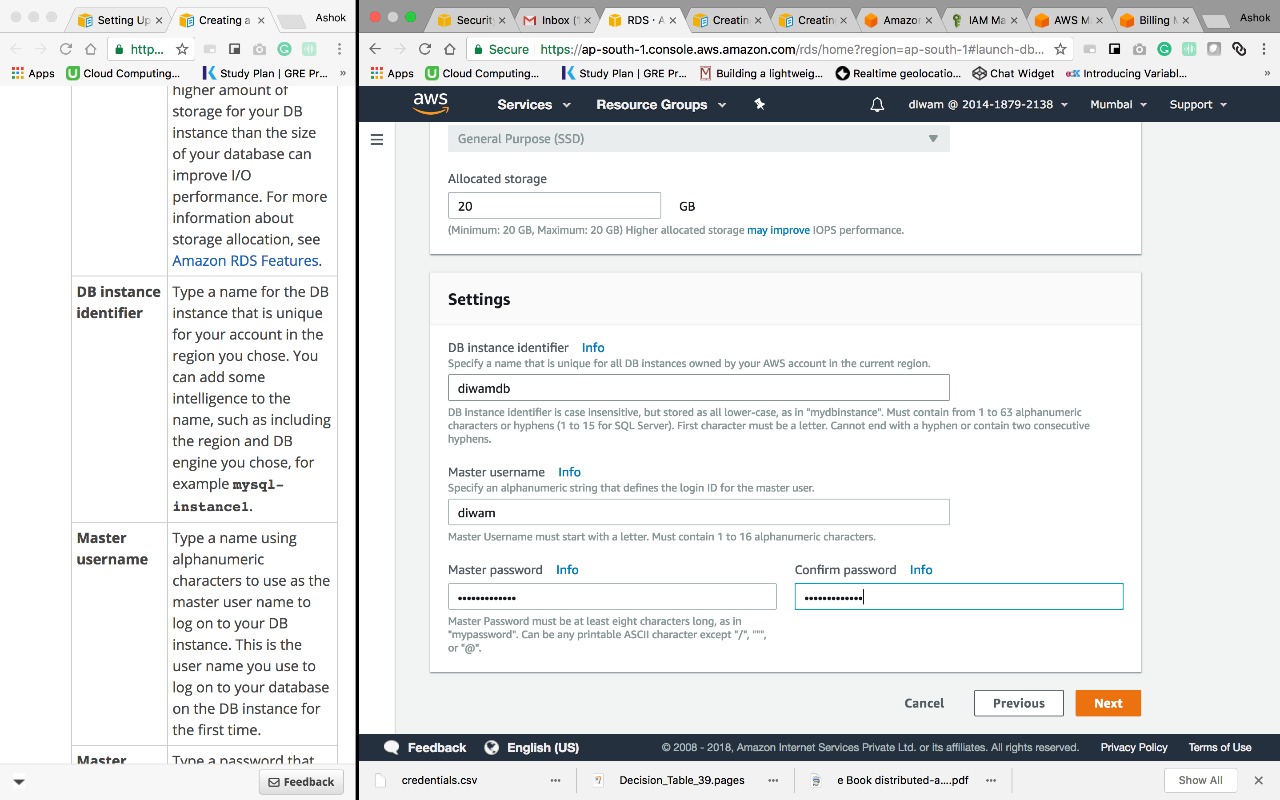 Setting Up
Creating a
Ashok
http...
Apps
Cloud Computing...
Study Plan | GRE Pr...
»
higher amount of
storage for your DB
instance than the size
of your database can
improve I/O
performance. For more
information about
storage allocation, see
Amazon RDS Features.
DB instance
identifier
Type a name for the DB
instance that is unique
for your account in the
region you chose. You
can add some
intelligence to the
name, such as including
the region and DB
engine you chose, for
example mysql-
instance1.
Master
username
Type a name using
alphanumeric
characters to use as the
master user name to
log on to your DB
instance. This is the
user name you use to
log on to your database
on the DB instance for
the first time.
Master
Type a password that
Feedback
Security
Inbox (1
RDS · A
Creatin
Creatin
Amazon
IAM Ma
AWS M
Billing M
Ashok
Secure
https://ap-south-1.console.aws.amazon.com/rds/home?region=ap-south-1#launch-db...
Apps
Cloud Computing...
Study Plan | GRE Pr...
Building a lightweig...
Realtime geolocatio...
Chat Widget
Introducing Variabl...
»
aws
Services
Resource Groups
diwam @ 2014-1879-2138
Mumbai
Support
General Purpose (SSD)
Allocated storage
20
GB
(Minimum: 20 GB, Maximum: 20 GB) Higher allocated storage may improve IOPS performance.
Settings
DB instance identifier Info
Specify a name that is unique for all DB instances owned by your AWS account in the current region.
diwamdb
DB instance identifier is case insensitive, but stored as all lower-case, as in "mydbinstance". Must contain from 1 to 63 alphanumeric
characters or hyphens (1 to 15 for SQL Server). First character must be a letter. Cannot end with a hyphen or contain two consecutive
hyphens.
Master username Info
Specify an alphanumeric string that defines the login ID for the master user.
diwam
Master Username must start with a letter. Must contain 1 to 16 alphanumeric characters.
Master password Info
Confirm password Info
•••••••••••••
•••••••••••••
Master Password must be at least eight characters long, as in
"mypassword". Can be any printable ASCII character except "/", """,
or "@".
Cancel
Previous
Next
Feedback
English (US)
© 2008 - 2018, Amazon Internet Services Private Ltd. or its affiliates. All rights reserved.
Privacy Policy
Terms of Use
credentials.csv
Decision_Table_39.pages
e Book distributed-a....pdf
Show All